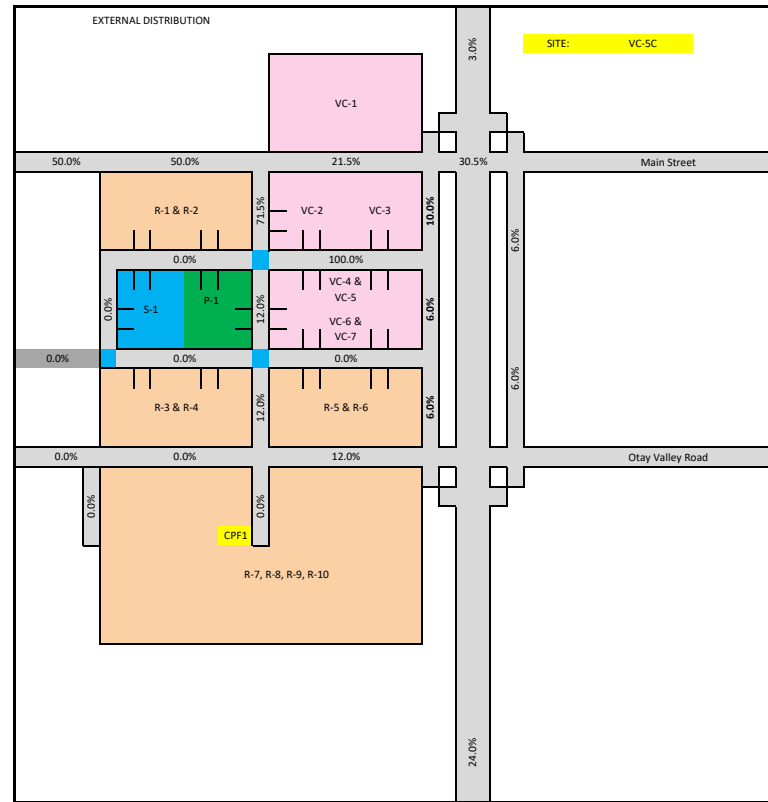 EXTERNAL DISTRIBUTION
SITE: VC-5C
3.0%
VC-1
50.0% 50.0% 21.5% 30.5% Main Street
R-1 & R-2
71.5%
VC-2 VC-3
10.0%
6.0%
0.0% 100.0%
0.0%
S-1
P-1
12.0%
VC-4 &
VC-5
VC-6 &
VC-7
6.0%
0.0% 0.0% 0.0%
6.0%
R-3 & R-4
12.0%
R-5 & R-6
6.0%
0.0% 0.0% 12.0% Otay Valley Road
0.0%
0.0%
CPF1
R-7, R-8, R-9, R-10
24.0%